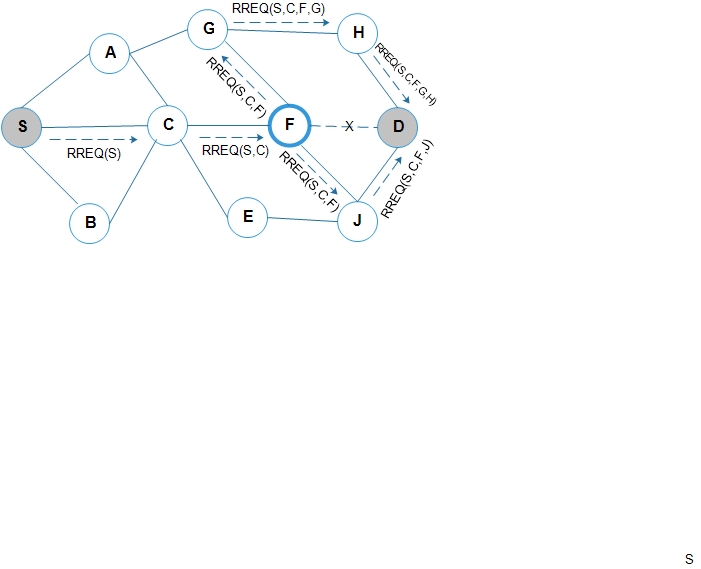 RREQ(S,C,F,G)
G
H
A
RREQ(S,C,F,G,H)
RREQ(S,C,F)
S
C
F
X
D
RREQ(S)
RREQ(S,C)
RREQ(S,C,F)
RREQ(S,C,F,J)
B
E
J
S